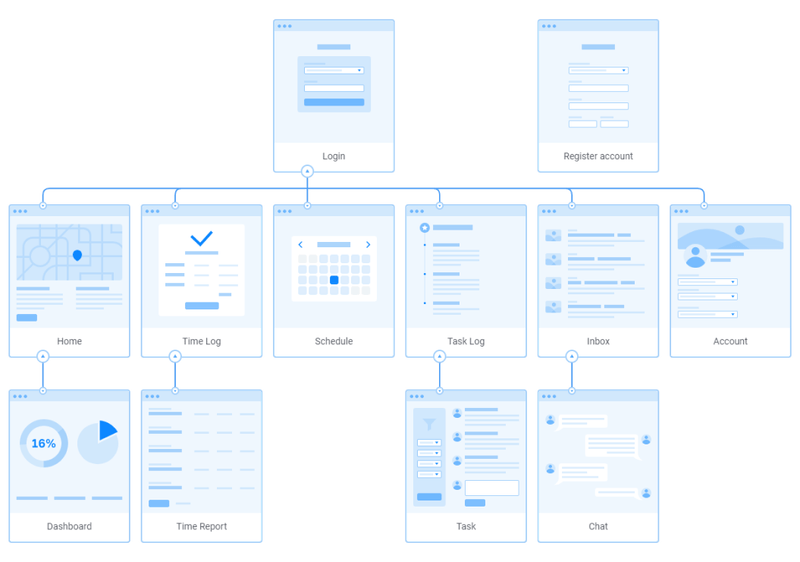 Login
Register account
Home
Time Log
Schedule
Task Log
Inbox
Account
16%
Dashboard
Time Report
Task
Chat